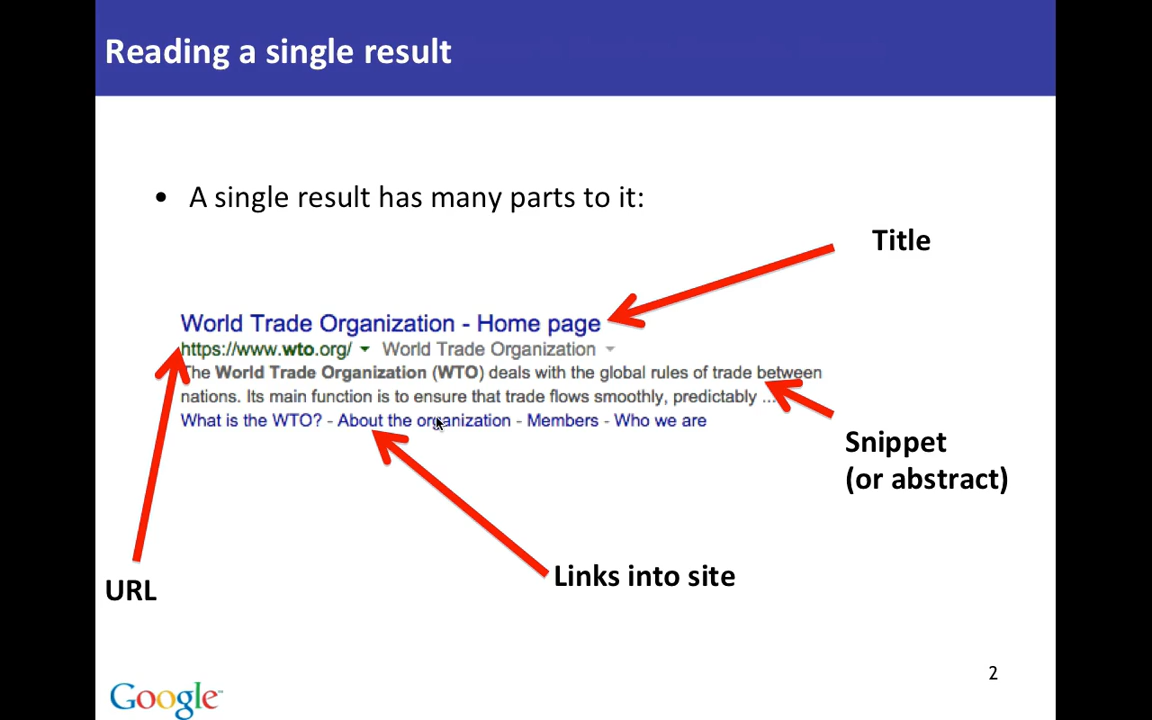 Reading a single result
• A single result has many parts to it:
Title
World Trade Organization - Home page
https://www.wto.org/ World Trade Organization
The World Trade Organization (WTO) deals with the global rules of trade between
nations. Its main function is to ensure that trade flows smoothly, predictably ...
What is the WTO? - About the organization - Members - Who we are
Snippet
(or abstract)
Links into site
URL
2
Google™